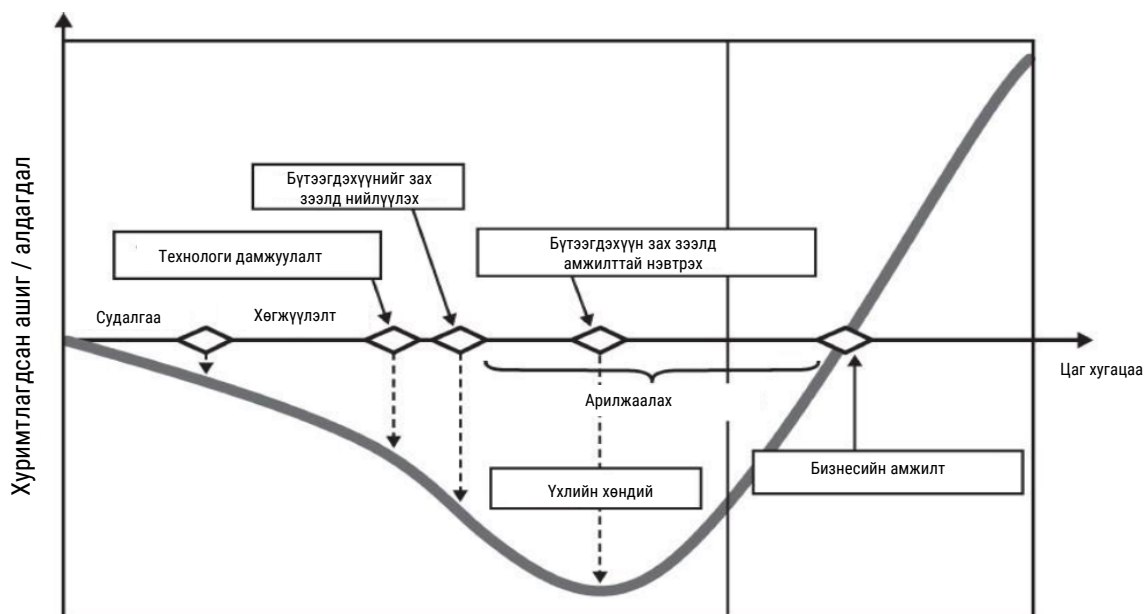 Хуримтлагдсан ашиг / алдагдал
Бүтээгдэхүүнийг зах
зээлд нийлүүлэх
Бүтээгдэхүүн зах зээлд
амжилттай нэвтрэх
Технологи дамжуулалт
Судалгаа
Хөгжүүлэлт
Цаг хугацаа
Арилжаалах
Үхлийн хөндий
Бизнесийн амжилт